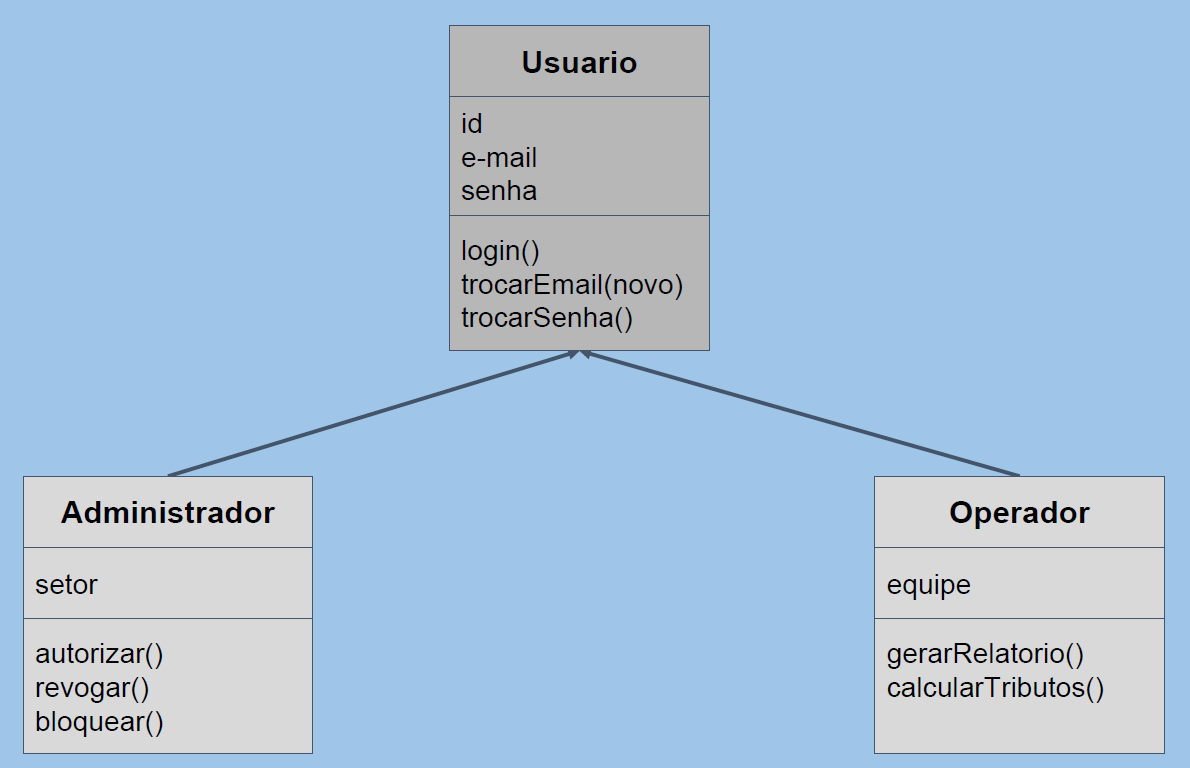 Usuario
id
e-mail
senha
login()
trocarEmail(novo)
trocarSenha()
Administrador
setor
autorizar()
revogar()
bloquear()
Operador
equipe
gerarRelatorio()
calcularTributos()